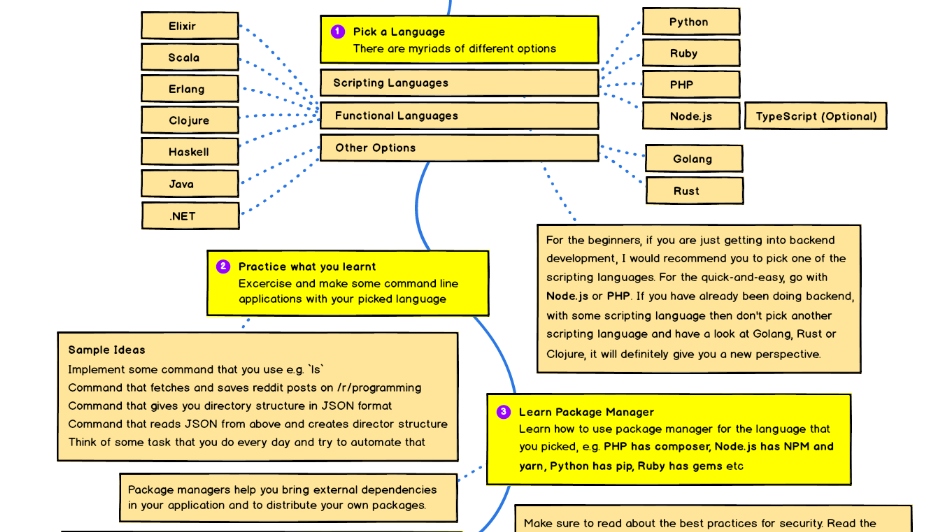 Elixir
Scala
Erlang
Clojure
Haskell
Java
.NET
1 Pick a Language
There are myriads of different options
Scripting Languages
Functional Languages
Other Options
Python
Ruby
PHP
Node.js
TypeScript (Optional)
Golang
Rust
For the beginners, if you are just getting into backend
development, I would recommend you to pick one of the
scripting languages. For the quick-and-easy, go with
Node.js or PHP. If you have already been doing backend,
with some scripting language then don't pick another
scripting language and have a look at Golang, Rust or
Clojure, it will definitely give you a new perspective.
2 Practice what you learnt
Excercise and make some command line
applications with your picked language
Sample Ideas
Implement some command that you use e.g. `ls`
Command that fetches and saves reddit posts on /r/programming
Command that gives you directory structure in JSON format
Command that reads JSON from above and creates director structure
Think of some task that you do every day and try to automate that
3 Learn Package Manager
Learn how to use package manager for the language that
you picked, e.g. PHP has composer, Node.js has NPM and
yarn, Python has pip, Ruby has gems etc
Package managers help you bring external dependencies
in your application and to distribute your own packages.
Make sure to read about the best practices for security. Read the